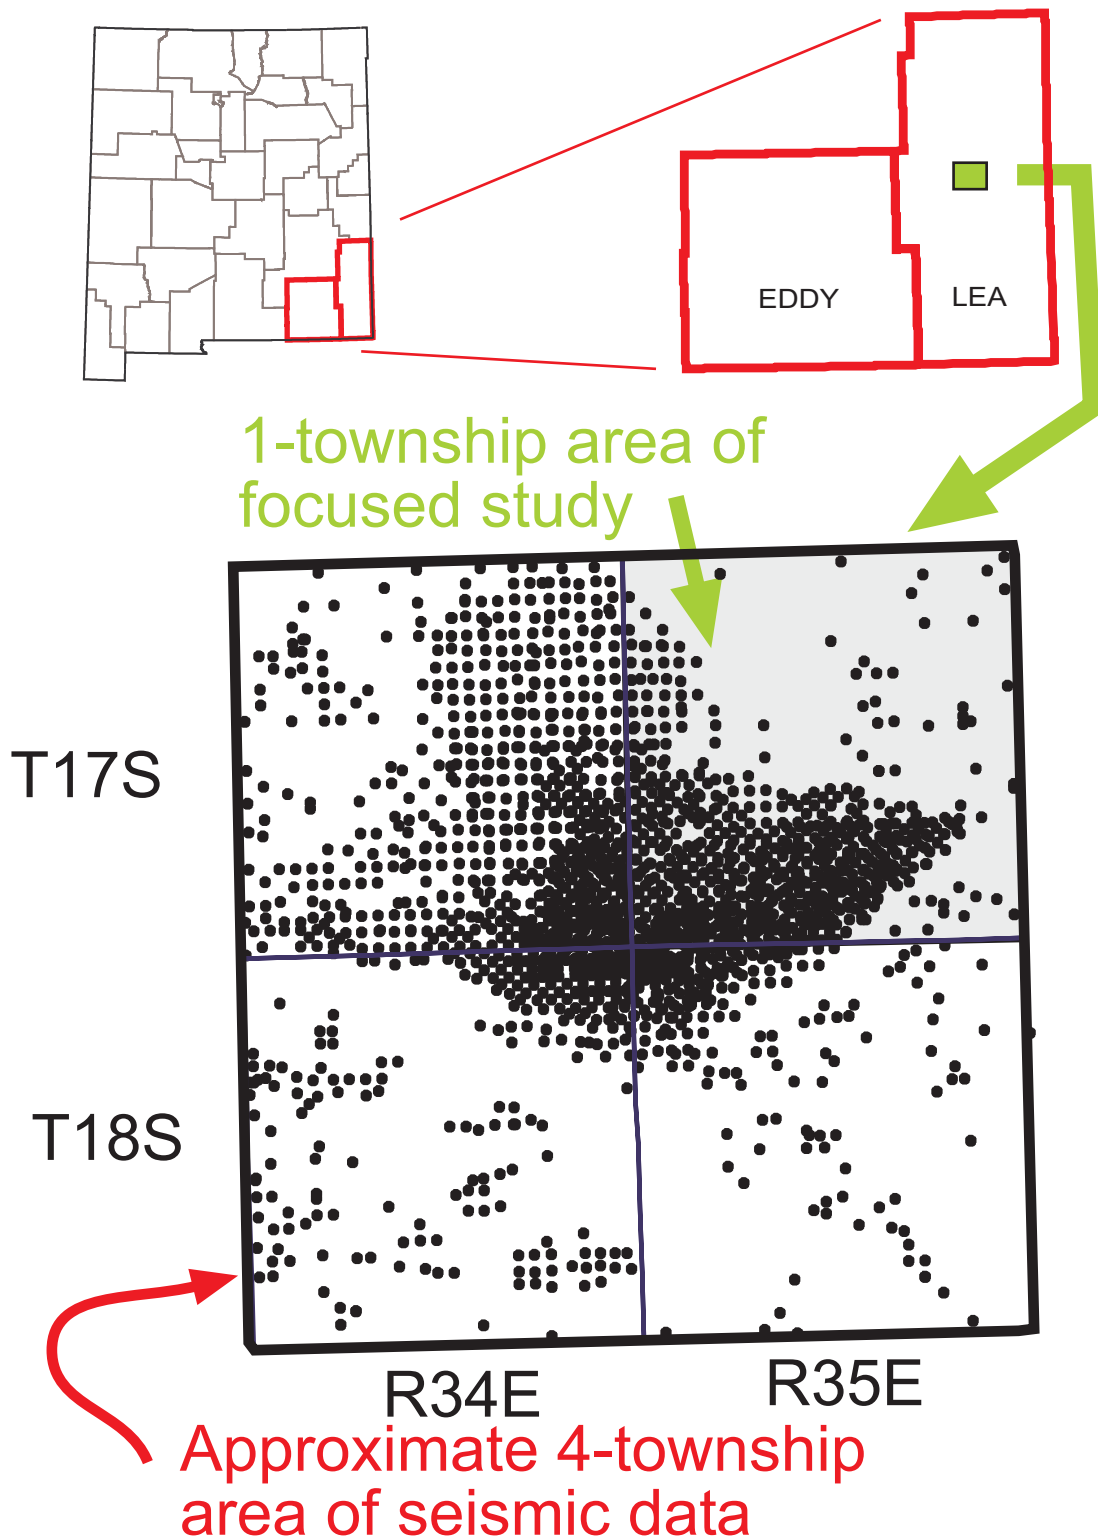 EDDY
LEA
1-township area of
focused study
T17S
T18S
R34E
R35E
Approximate 4-township
area of seismic data